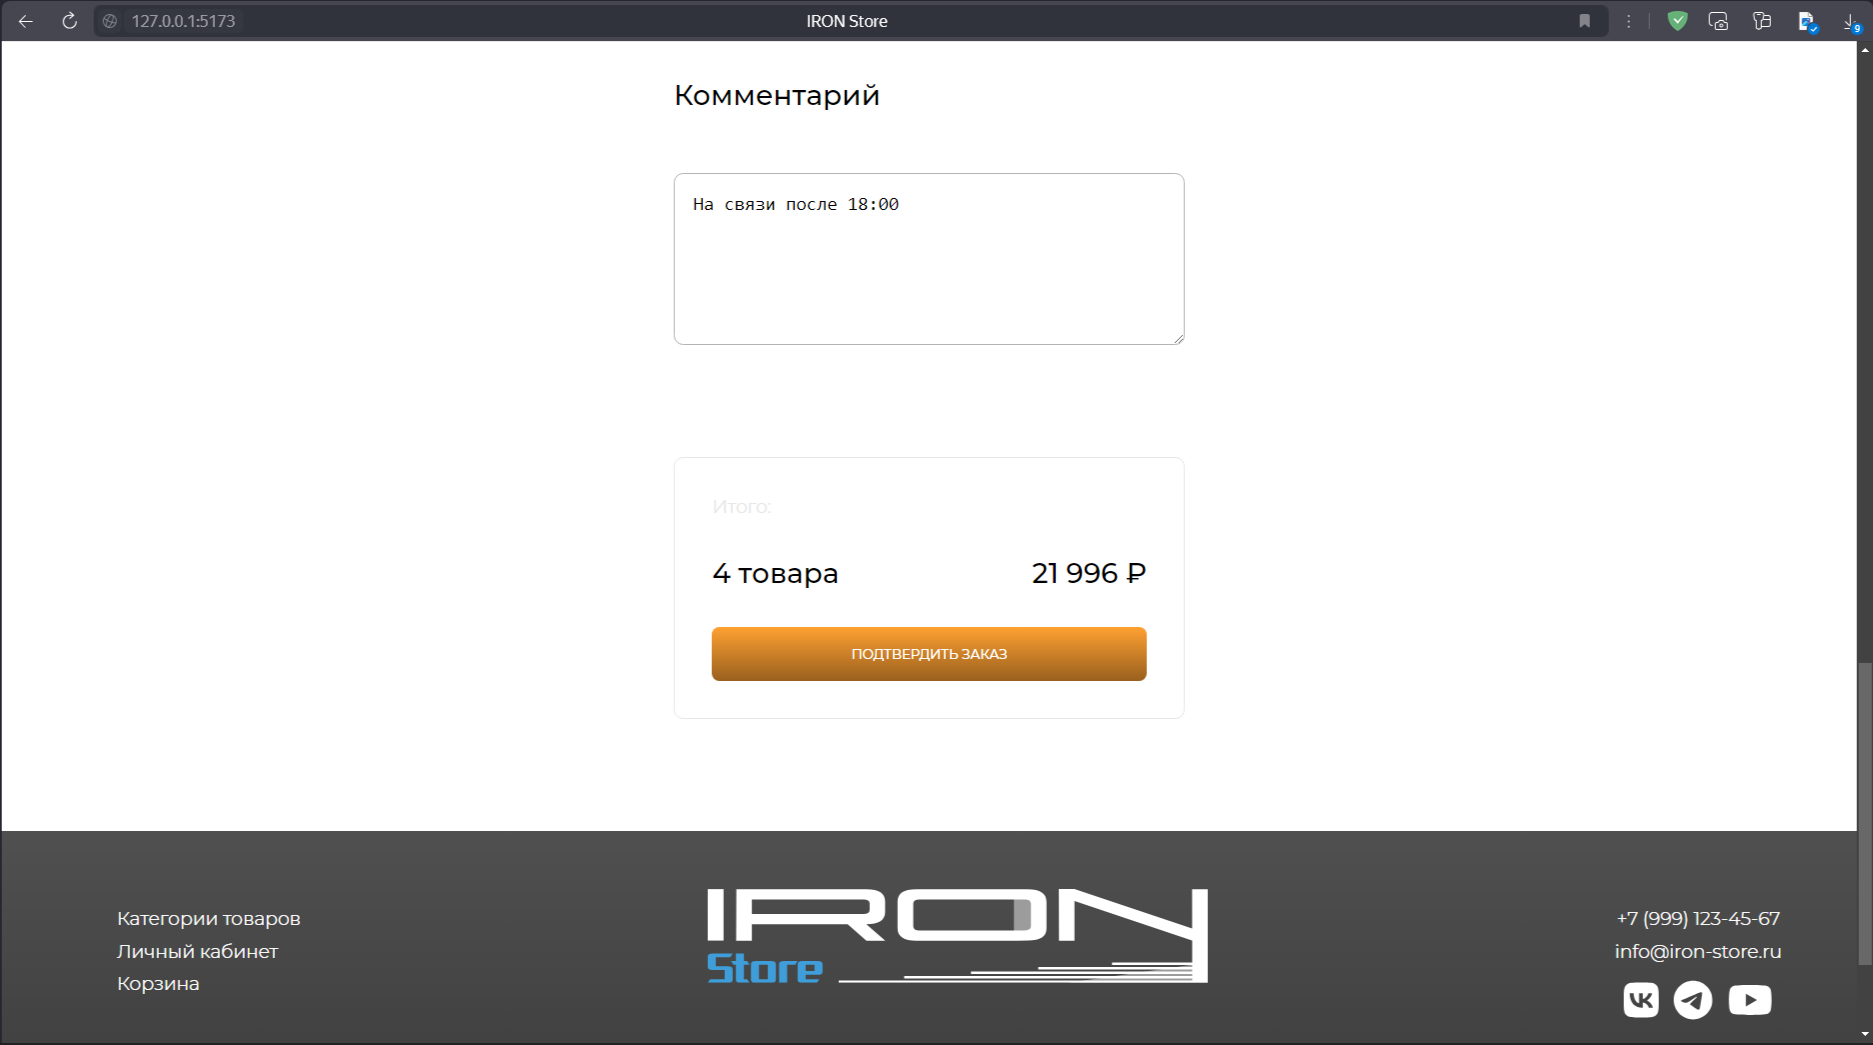 127.0.0.1:5173
IRON Store
9
Комментарий
На связи после 18:00
Итого:
4 товара
21 996 ₽
ПОДТВЕРДИТЬ ЗАКАЗ
Категории товаров
Личный кабинет
Корзина
IRON
Store
+7 (999) 123-45-67
info@iron-store.ru